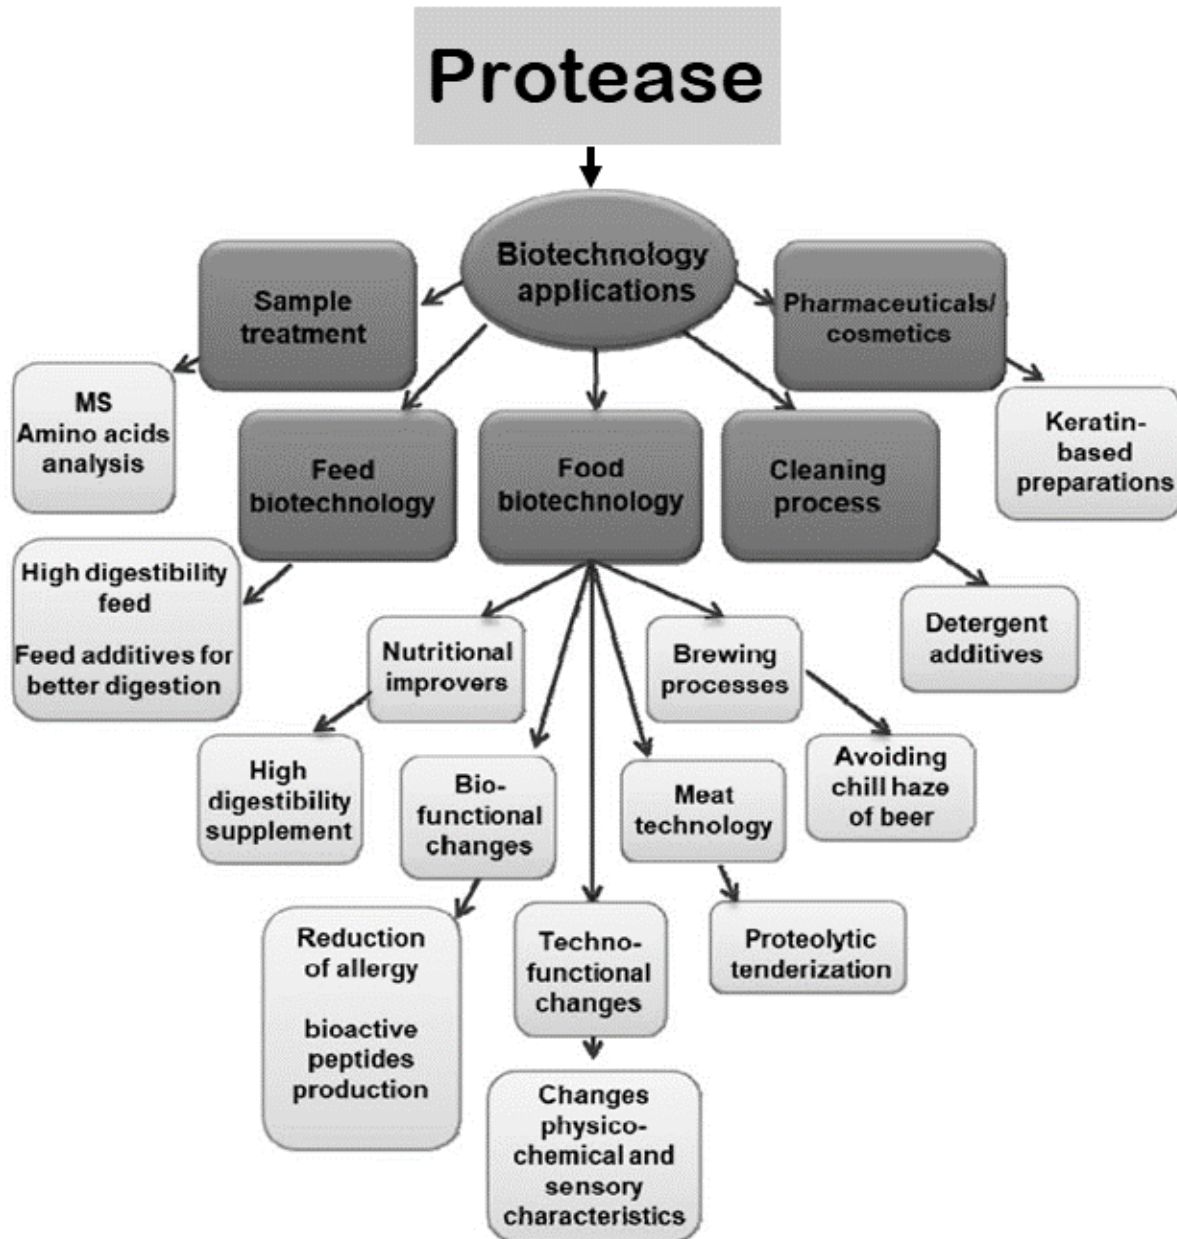 Protease
Biotechnology
applications
Sample
treatment
Pharmaceuticals/
cosmetics
MS
Amino acids
analysis
Keratin-
based
preparations
Feed
biotechnology
Food
biotechnology
Cleaning
process
High digestibility
feed
Feed additives for
better digestion
Nutritional
improvers
Brewing
processes
Detergent
additives
High
digestibility
supplement
Bio-
functional
changes
Meat
technology
Avoiding
chill haze
of beer
Reduction
of allergy
bioactive
peptides
production
Techno-
functional
changes
Proteolytic
tenderization
Changes
physico-
chemical and
sensory
characteristics